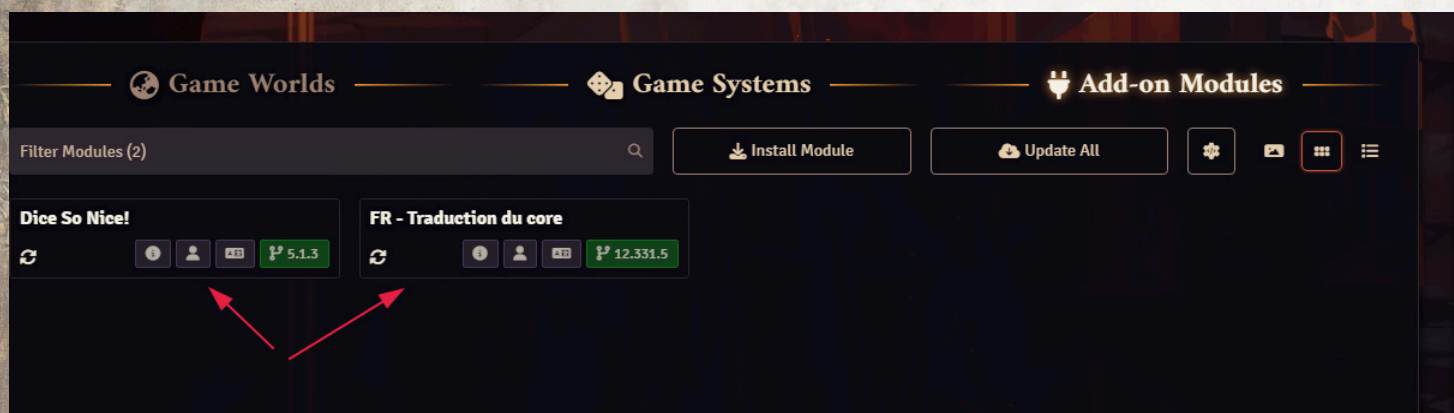 Game Worlds
Game Systems
Add-on Modules
Filter Modules (2)
Install Module
Update All
Dice So Nice!
5.1.3
FR - Traduction du core
12.331.5